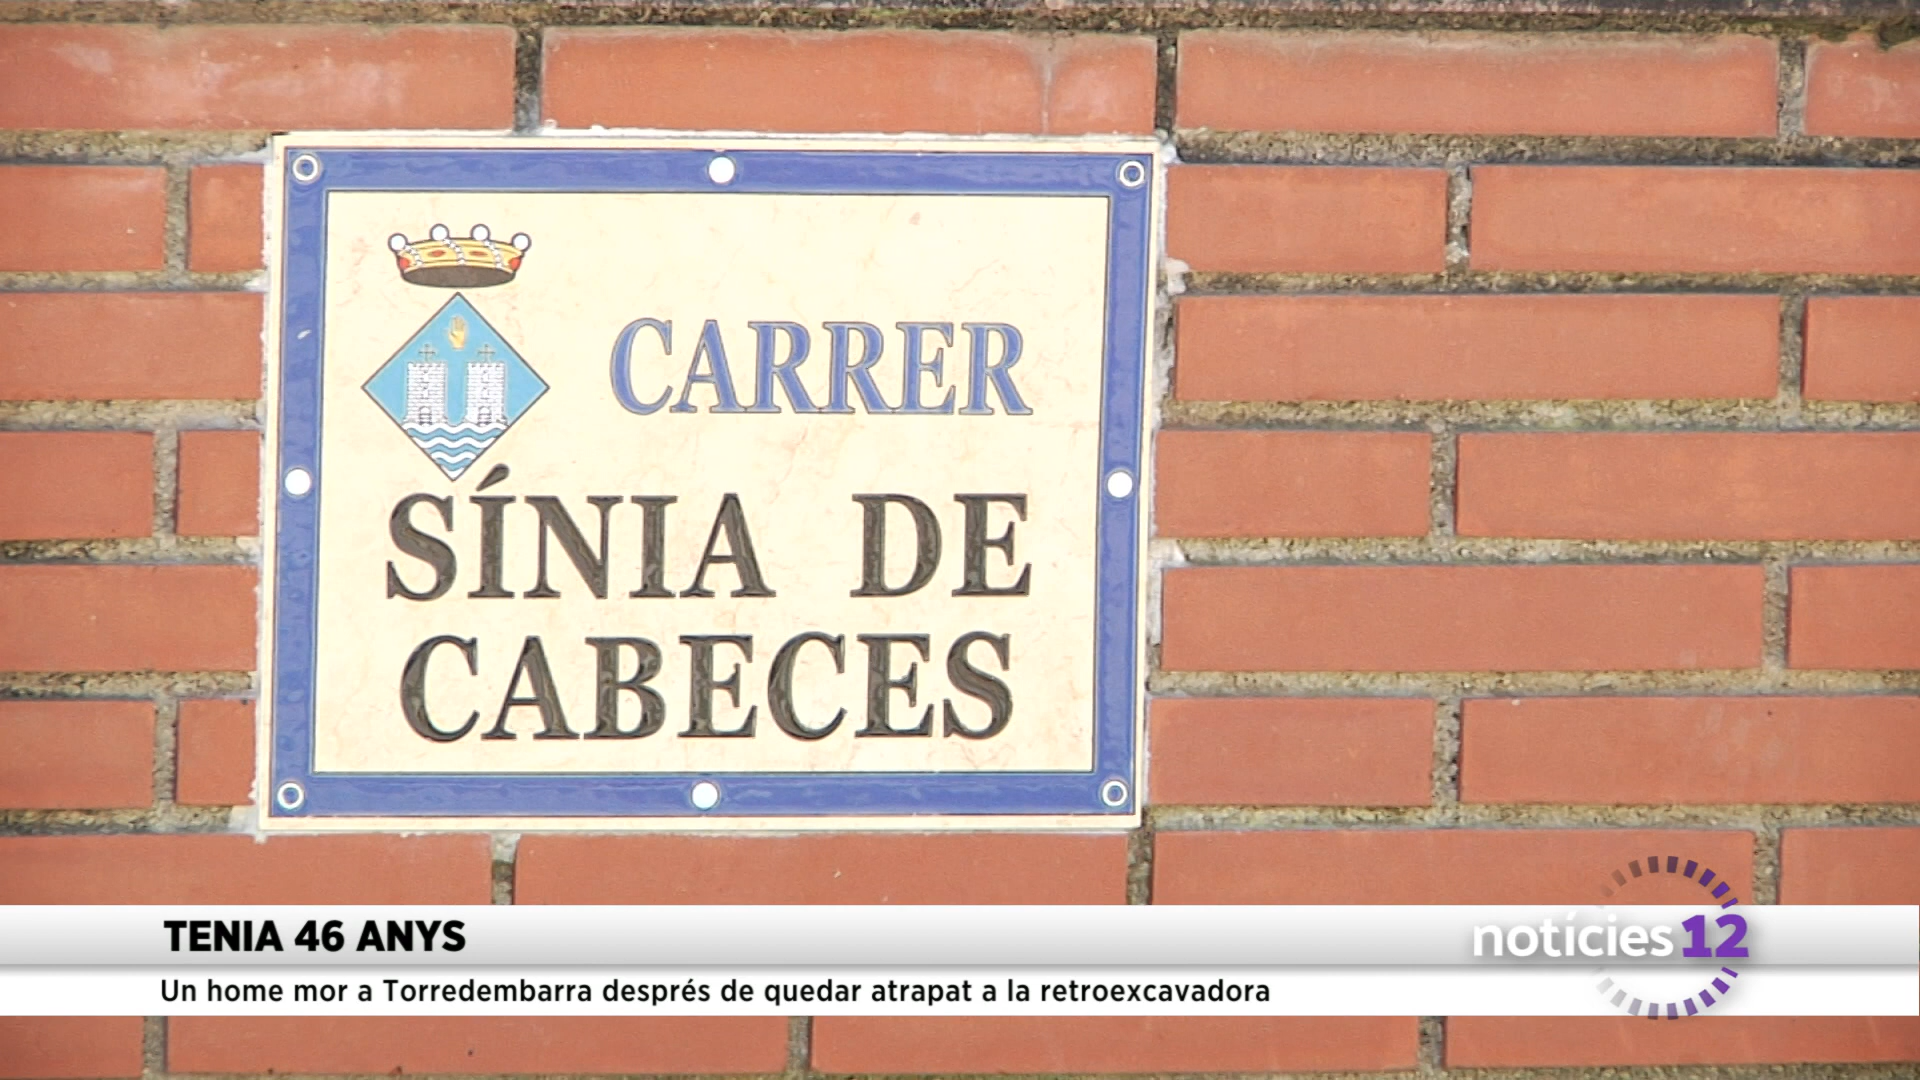 CARRER
SÍNIA DE
CABECES
TENIA 46 ANYS
notícies12
Un home mor a Torredembarra després de quedar atrapat a la retroexcavadora